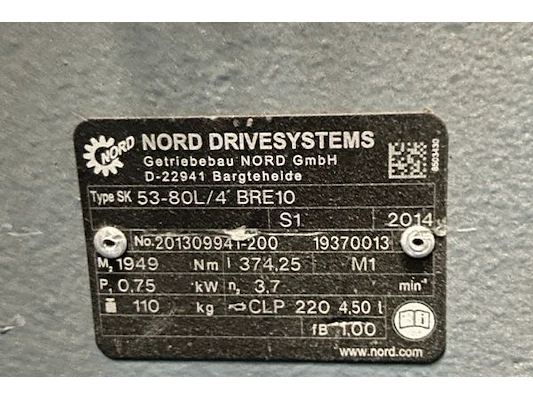 NORD
NORD DRIVESYSTEMS
Getriebebau NORD GmbH
D-22941 Bargteheide
8503430
Type SK 53-80L/4 BRE10
S1 2014
No. 201309941-200 19370013
M₂ 1949 Nm i 374,25 M1
P₁ 0,75 kW n₂ 3,7 min⁻¹
110 kg CLP 220 4,50 l
fB 1.00
i
www.nord.com